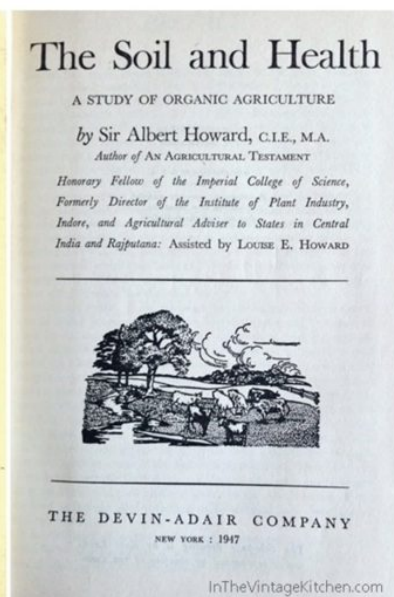 The Soil and Health
A STUDY OF ORGANIC AGRICULTURE
by Sir Albert Howard, C.I.E., M.A.
Author of AN AGRICULTURAL TESTAMENT
Honorary Fellow of the Imperial College of Science,
Formerly Director of the Institute of Plant Industry,
Indore, and Agricultural Adviser to States in Central
India and Rajputana: Assisted by LOUISE E. HOWARD
THE DEVIN-ADAIR COMPANY
NEW YORK : 1947
InTheVintageKitchen.com